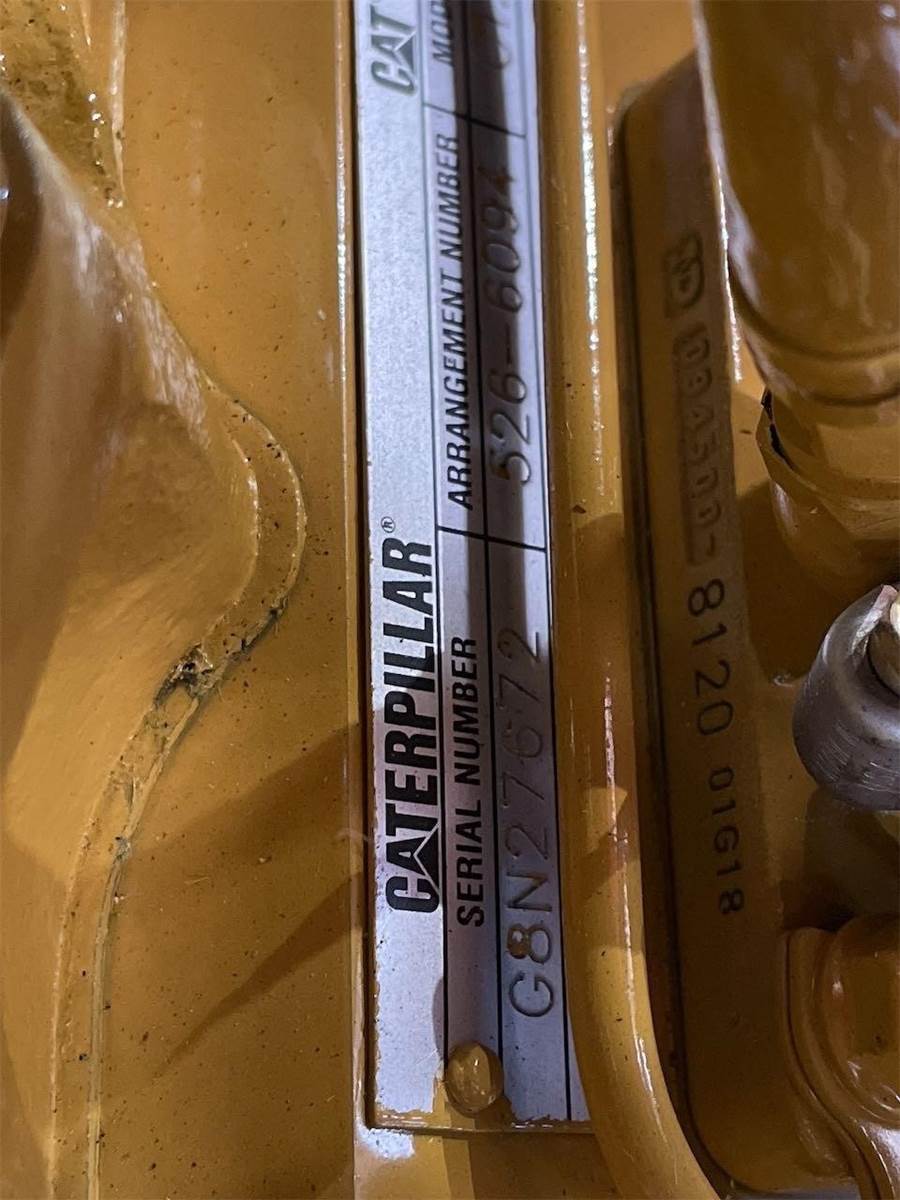 CATERPILLAR® CAT
SERIAL NUMBER ARRANGEMENT NUMBER
G8N27672 526-6094
8120 01G18